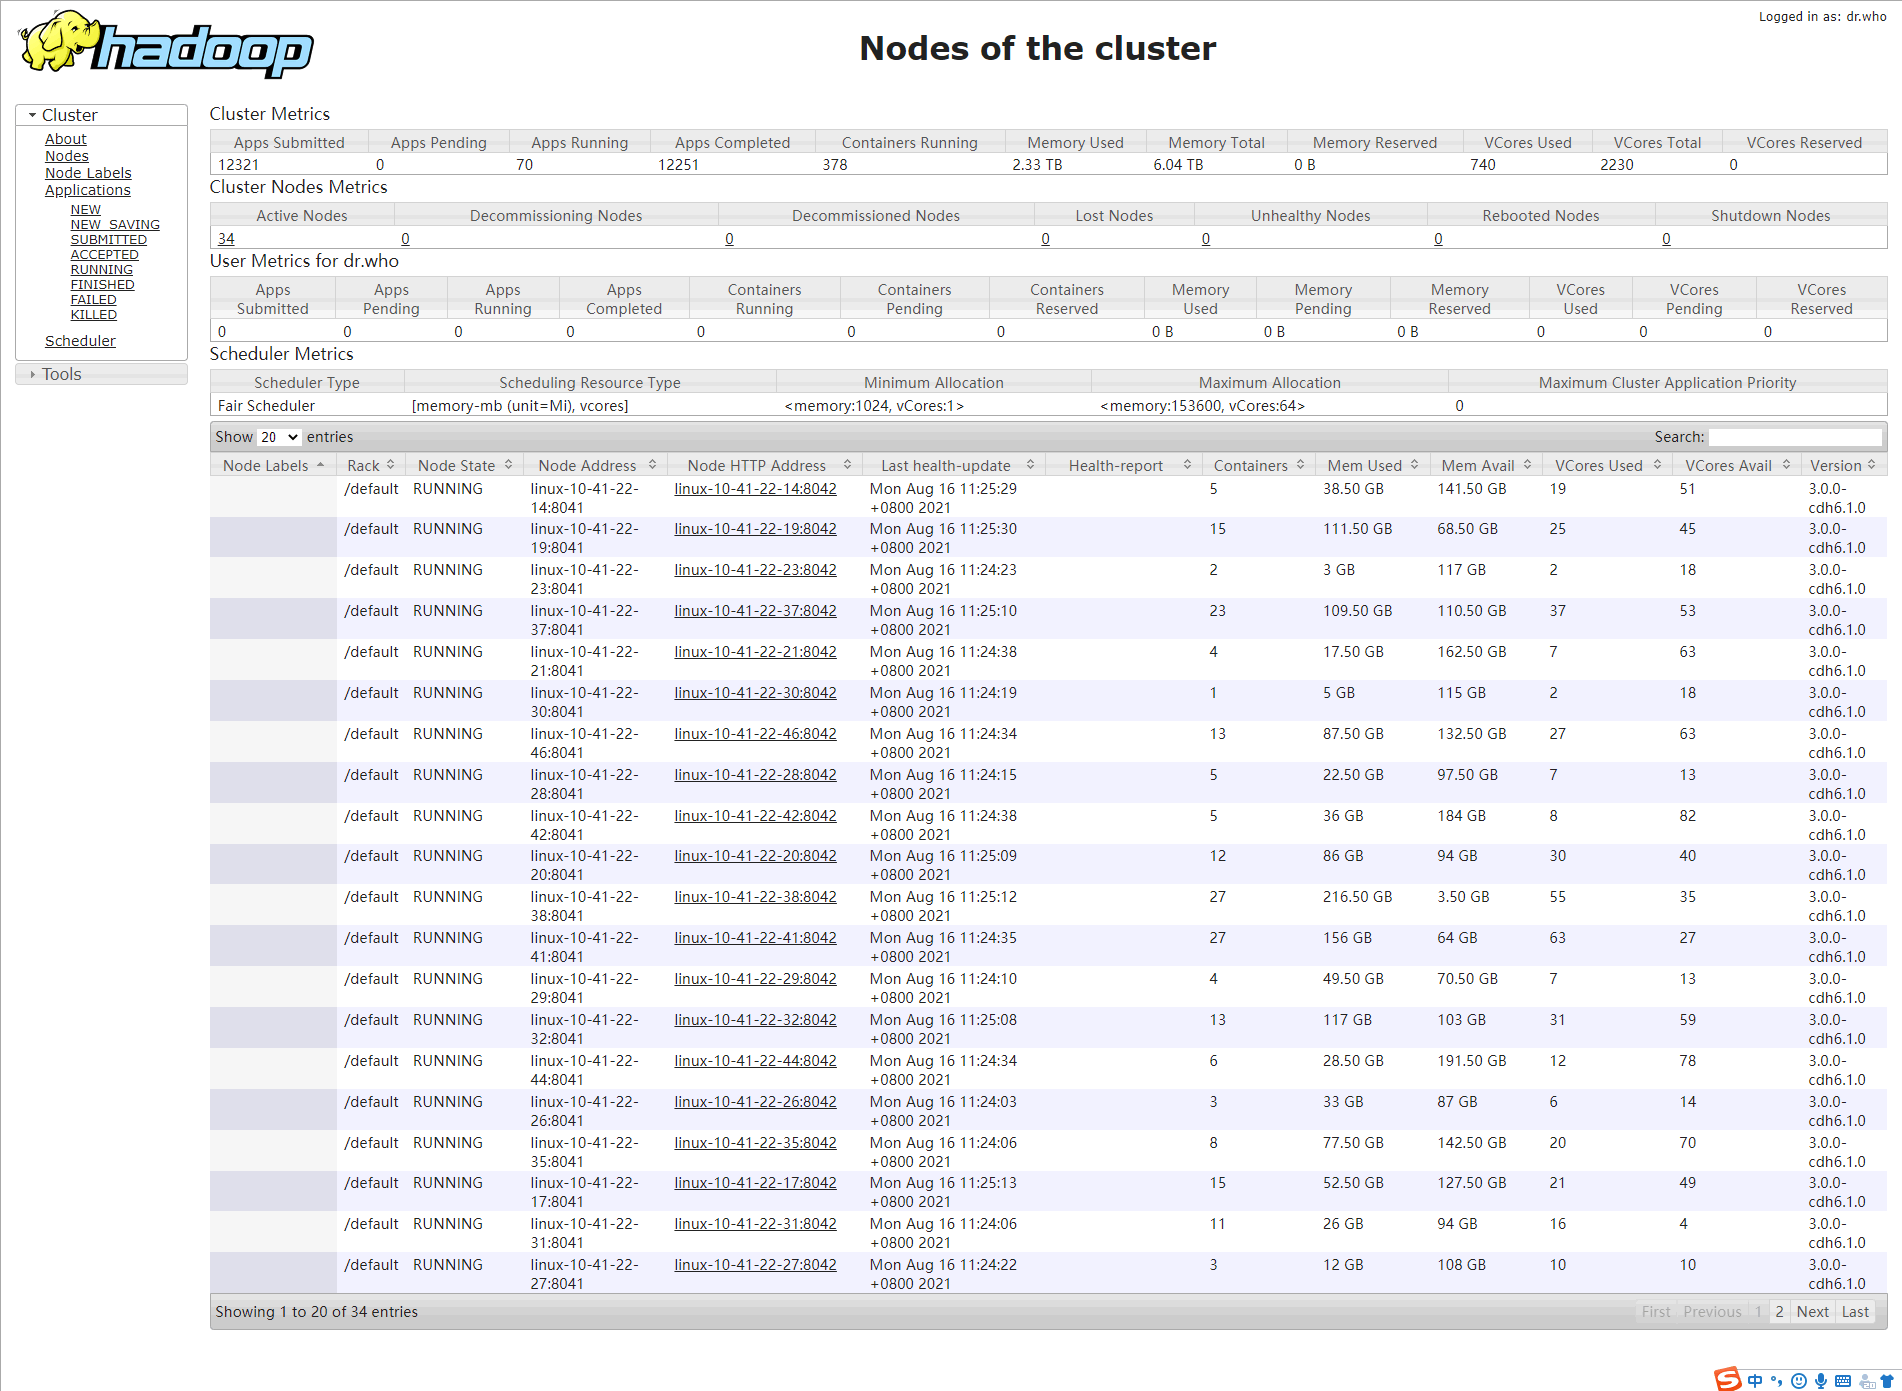 hadoop
Logged in as: dr.who
Nodes of the cluster
Cluster
About
Nodes
Node Labels
Applications
NEW
NEW_SAVING
SUBMITTED
ACCEPTED
RUNNING
FINISHED
FAILED
KILLED
Scheduler
Tools
Cluster Metrics
Apps Submitted Apps Pending Apps Running Apps Completed Containers Running Memory Used Memory Total Memory Reserved VCores Used VCores Total VCores Reserved
12321 0 70 12251 378 2.33 TB 6.04 TB 0 B 740 2230 0
Cluster Nodes Metrics
Active Nodes Decommissioning Nodes Decommissioned Nodes Lost Nodes Unhealthy Nodes Rebooted Nodes Shutdown Nodes
34 0 0 0 0 0 0
User Metrics for dr.who
Apps Apps Apps Apps Containers Containers Containers Memory Memory Memory VCores VCores VCores
Submitted Pending Running Completed Running Pending Reserved Used Pending Reserved Used Pending Reserved
0 0 0 0 0 0 0 0 B 0 B 0 B 0 0 0
Scheduler Metrics
Scheduler Type Scheduling Resource Type Minimum Allocation Maximum Allocation Maximum Cluster Application Priority
Fair Scheduler [memory-mb (unit=Mi), vcores] <memory:1024, vCores:1> <memory:153600, vCores:64> 0
Show 20 entries Search:
Node Labels Rack Node State Node Address Node HTTP Address Last health-update Health-report Containers Mem Used Mem Avail VCores Used VCores Avail Version
/default RUNNING linux-10-41-22- linux-10-41-22-14:8042 Mon Aug 16 11:25:29 5 38.50 GB 141.50 GB 19 51 3.0.0-
14:8041 +0800 2021 cdh6.1.0
/default RUNNING linux-10-41-22- linux-10-41-22-19:8042 Mon Aug 16 11:25:30 15 111.50 GB 68.50 GB 25 45 3.0.0-
19:8041 +0800 2021 cdh6.1.0
/default RUNNING linux-10-41-22- linux-10-41-22-23:8042 Mon Aug 16 11:24:23 2 3 GB 117 GB 2 18 3.0.0-
23:8041 +0800 2021 cdh6.1.0
/default RUNNING linux-10-41-22- linux-10-41-22-37:8042 Mon Aug 16 11:25:10 23 109.50 GB 110.50 GB 37 53 3.0.0-
37:8041 +0800 2021 cdh6.1.0
/default RUNNING linux-10-41-22- linux-10-41-22-21:8042 Mon Aug 16 11:24:38 4 17.50 GB 162.50 GB 7 63 3.0.0-
21:8041 +0800 2021 cdh6.1.0
/default RUNNING linux-10-41-22- linux-10-41-22-30:8042 Mon Aug 16 11:24:19 1 5 GB 115 GB 2 18 3.0.0-
30:8041 +0800 2021 cdh6.1.0
/default RUNNING linux-10-41-22- linux-10-41-22-46:8042 Mon Aug 16 11:24:34 13 87.50 GB 132.50 GB 27 63 3.0.0-
46:8041 +0800 2021 cdh6.1.0
/default RUNNING linux-10-41-22- linux-10-41-22-28:8042 Mon Aug 16 11:24:15 5 22.50 GB 97.50 GB 7 13 3.0.0-
28:8041 +0800 2021 cdh6.1.0
/default RUNNING linux-10-41-22- linux-10-41-22-42:8042 Mon Aug 16 11:24:38 5 36 GB 184 GB 8 82 3.0.0-
42:8041 +0800 2021 cdh6.1.0
/default RUNNING linux-10-41-22- linux-10-41-22-20:8042 Mon Aug 16 11:25:09 12 86 GB 94 GB 30 40 3.0.0-
20:8041 +0800 2021 cdh6.1.0
/default RUNNING linux-10-41-22- linux-10-41-22-38:8042 Mon Aug 16 11:25:12 27 216.50 GB 3.50 GB 55 35 3.0.0-
38:8041 +0800 2021 cdh6.1.0
/default RUNNING linux-10-41-22- linux-10-41-22-41:8042 Mon Aug 16 11:24:35 27 156 GB 64 GB 63 27 3.0.0-
41:8041 +0800 2021 cdh6.1.0
/default RUNNING linux-10-41-22- linux-10-41-22-29:8042 Mon Aug 16 11:24:10 4 49.50 GB 70.50 GB 7 13 3.0.0-
29:8041 +0800 2021 cdh6.1.0
/default RUNNING linux-10-41-22- linux-10-41-22-32:8042 Mon Aug 16 11:25:08 13 117 GB 103 GB 31 59 3.0.0-
32:8041 +0800 2021 cdh6.1.0
/default RUNNING linux-10-41-22- linux-10-41-22-44:8042 Mon Aug 16 11:24:34 6 28.50 GB 191.50 GB 12 78 3.0.0-
44:8041 +0800 2021 cdh6.1.0
/default RUNNING linux-10-41-22- linux-10-41-22-26:8042 Mon Aug 16 11:24:03 3 33 GB 87 GB 6 14 3.0.0-
26:8041 +0800 2021 cdh6.1.0
/default RUNNING linux-10-41-22- linux-10-41-22-35:8042 Mon Aug 16 11:24:06 8 77.50 GB 142.50 GB 20 70 3.0.0-
35:8041 +0800 2021 cdh6.1.0
/default RUNNING linux-10-41-22- linux-10-41-22-17:8042 Mon Aug 16 11:25:13 15 52.50 GB 127.50 GB 21 49 3.0.0-
17:8041 +0800 2021 cdh6.1.0
/default RUNNING linux-10-41-22- linux-10-41-22-31:8042 Mon Aug 16 11:24:06 11 26 GB 94 GB 16 4 3.0.0-
31:8041 +0800 2021 cdh6.1.0
/default RUNNING linux-10-41-22- linux-10-41-22-27:8042 Mon Aug 16 11:24:22 3 12 GB 108 GB 10 10 3.0.0-
27:8041 +0800 2021 cdh6.1.0
Showing 1 to 20 of 34 entries First Previous 1 2 Next Last
S 中